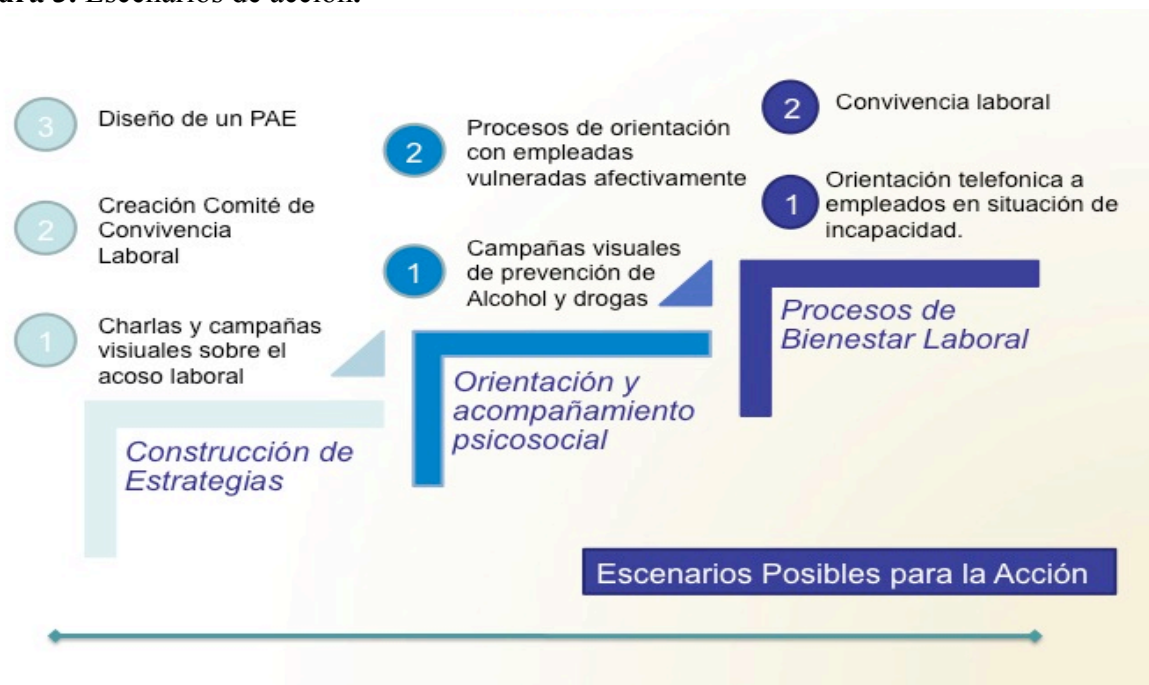 Escenarios de acción.
3
Diseño de un PAE
2
Creación Comité de
Convivencia
Laboral
1
Charlas y campañas
visiuales sobre el
acoso laboral
Construcción de
Estrategias
2
Procesos de orientación
con empleadas
vulneradas afectivamente
1
Campañas visuales
de prevención de
Alcohol y drogas
Orientación y
acompañamiento
psicosocial
2
Convivencia laboral
1
Orientación telefonica a
empleados en situación de
incapacidad.
Procesos de
Bienestar Laboral
Escenarios Posibles para la Acción